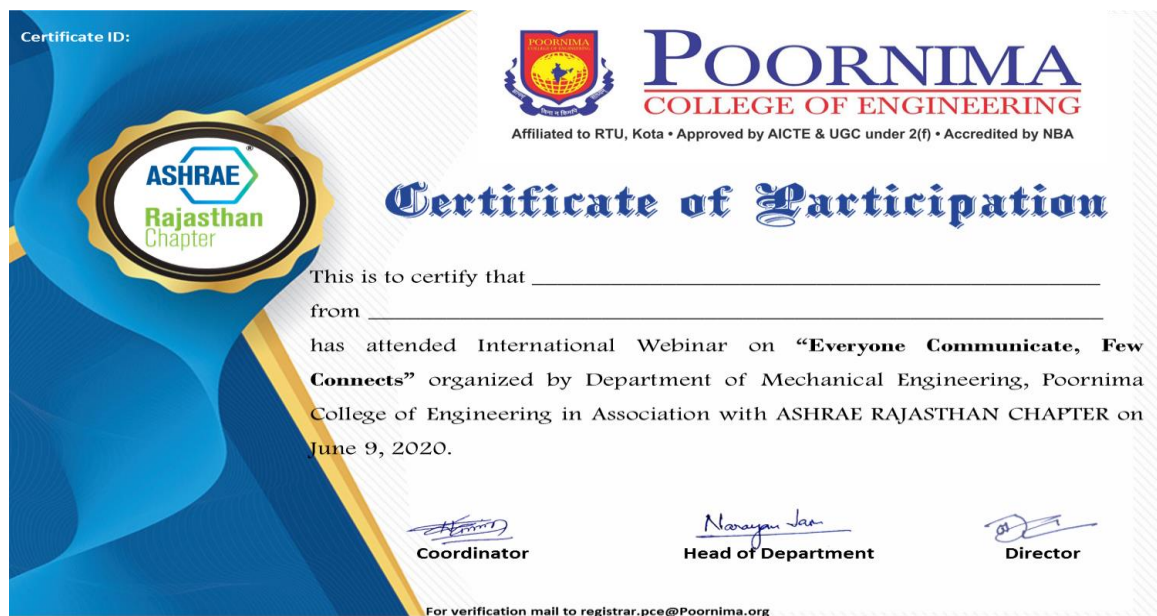 Certificate ID:
POORNIMA
POORNIMA
COLLEGE OF ENGINEERING
Affiliated to RTU, Kota • Approved by AICTE & UGC under 2(f) • Accredited by NBA
ASHRAE®
Rajasthan
Chapter
Certificate of Participation
This is to certify that
from
has attended International Webinar on “Everyone Communicate, Few
Connects” organized by Department of Mechanical Engineering, Poornima
College of Engineering in Association with ASHRAE RAJASTHAN CHAPTER on
June 9, 2020.
Narayan
Coordinator Head of Department Director
For verification mail to registrar.pce@Poornima.org